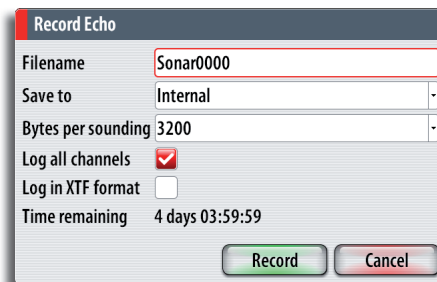 Record Echo
Filename Sonar0000
Save to Internal
Bytes per sounding 3200
Log all channels
Log in XTF format
Time remaining 4 days 03:59:59
Record Cancel